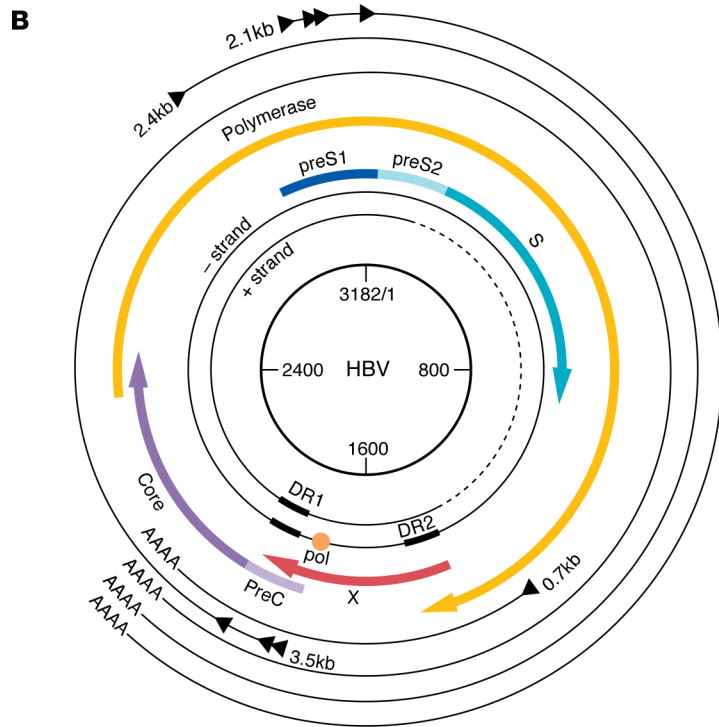 B
2.1kb
2.4kb
Polymerase
preS1
preS2
S
– strand
+ strand
3182/1
2400
HBV
800
1600
DR1
DR2
pol
X
PreC
Core
0.7kb
3.5kb
AAAA
AAAA
AAAA
AAAA